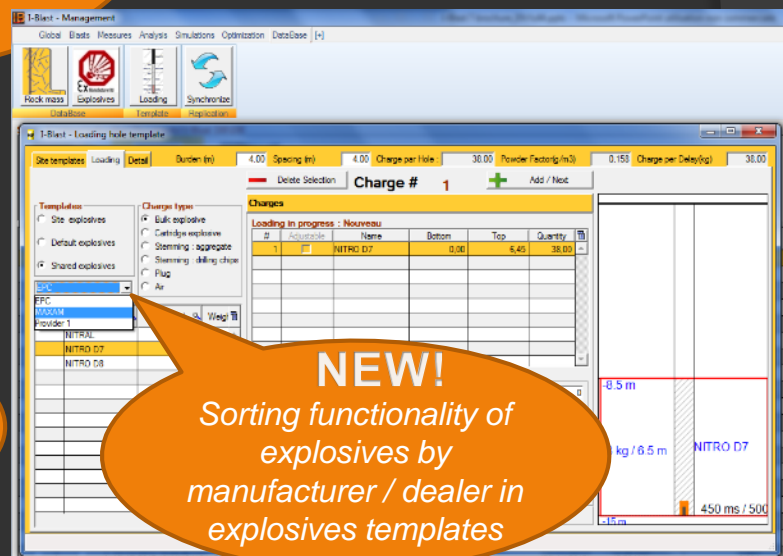 I-Blast - Management
Global Blasts Measures Analysis Simulations Optimization DataBase [+]
Rock mass Explosives Loading Synchronize
DataBase Template Replication
I-Blast - Loading hole template
Site templates Loading Detail Burden (m) 4.00 Spacing (m) 4.00 Charge per Hole : 38.00 Powder Factor(g/m3) 0.158 Charge per Delay(kg) 38.00
Delete Selection Charge # 1 Add / Next
Templates
Site explosives
Default explosives
Shared explosives
Charge type
Bulk explosive
Cartridge explosive
Stemming : aggregate
Stemming : drilling chips
Plug
Air
Charges
Loading in progress : Nouveau
# Adjustable Name Bottom Top Quantity
1 NITRO D7 0,00 6,45 38,00
EPC
EPC
MAXAM
Provider 1
Weigl
NITRAL
NITRO D7
NITRO D8
NEW!
Sorting functionality of
explosives by
manufacturer / dealer in
explosives templates
-8.5 m
kg / 6.5 m NITRO D7
450 ms / 500
-15 m